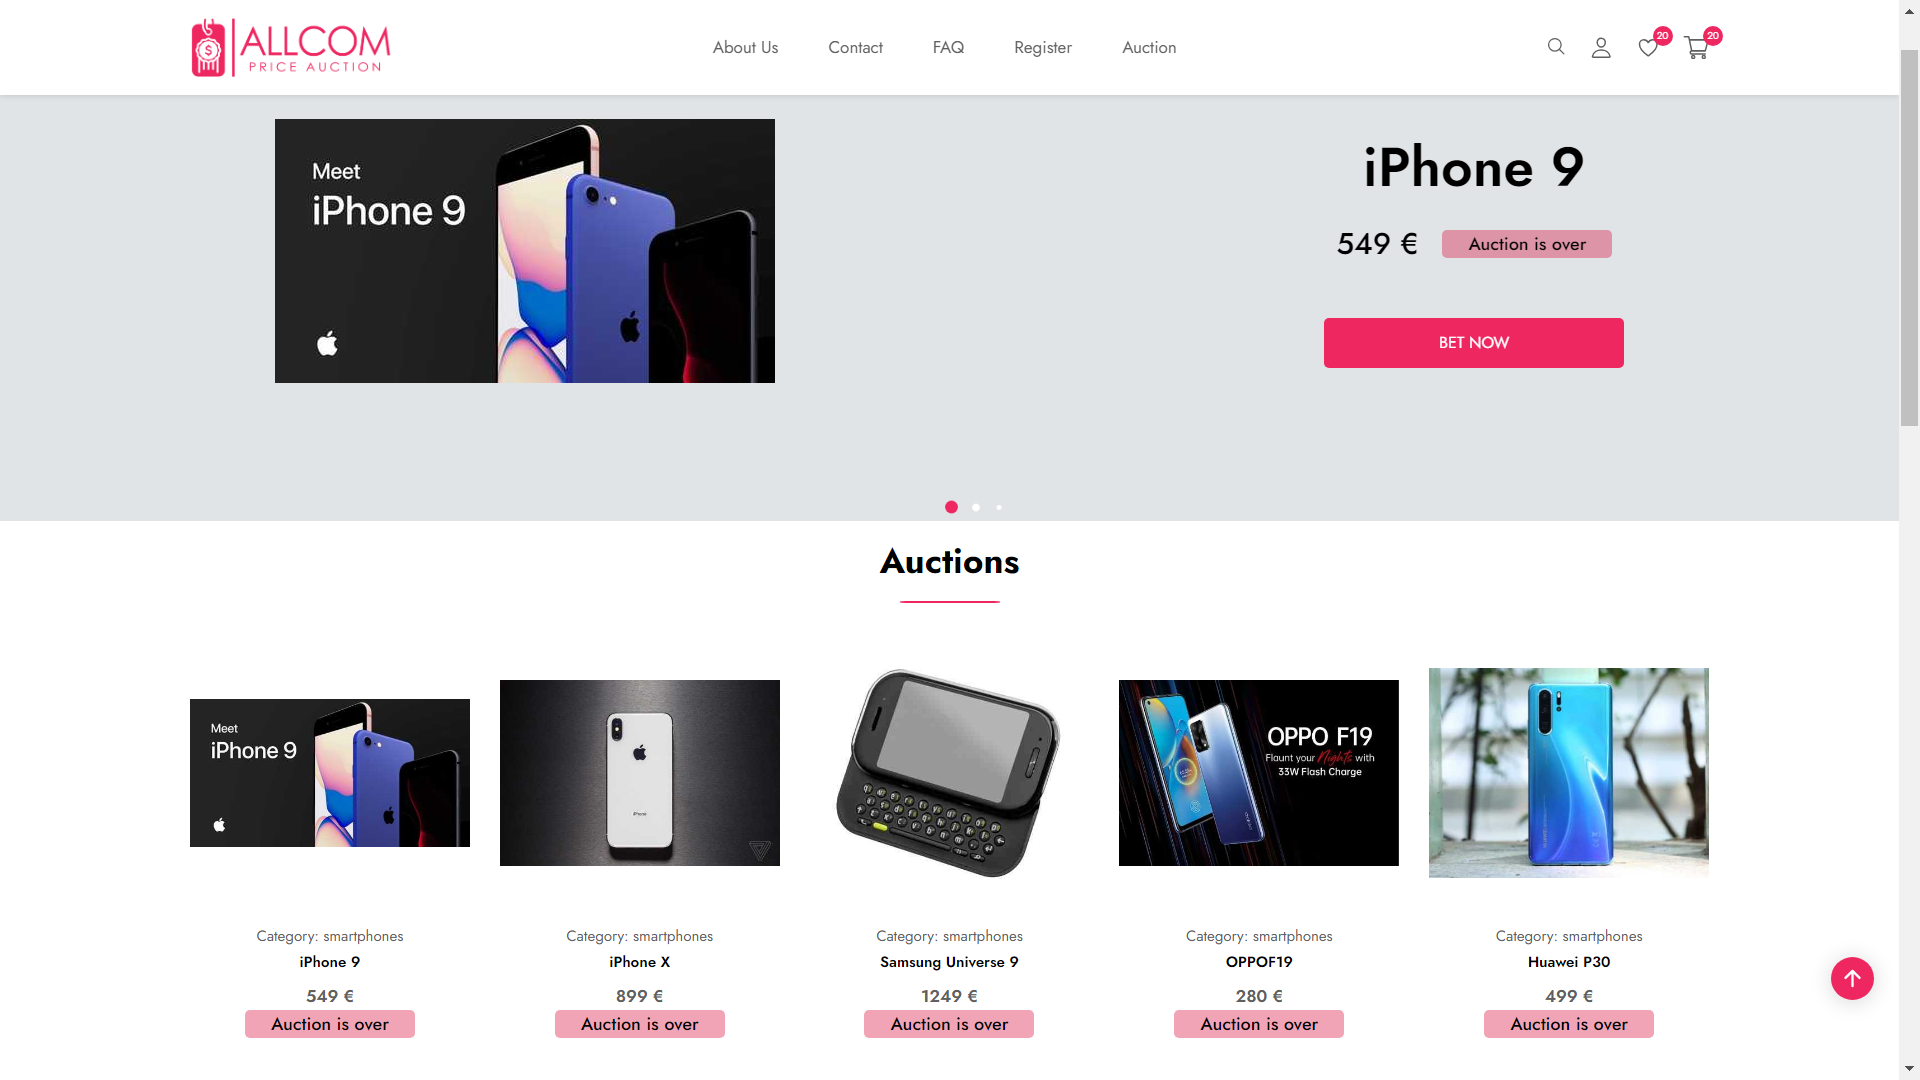 ALLCOM
PRICE AUCTION
About Us
Contact
FAQ
Register
Auction
20
20
Meet
iPhone 9
iPhone 9
549 €
Auction is over
BET NOW
Auctions
Meet
iPhone 9
OPPO F19
Flaunt your Nights with
33W Flash Charge
Category: smartphones
iPhone 9
549 €
Auction is over
Category: smartphones
iPhone X
899 €
Auction is over
Category: smartphones
Samsung Universe 9
1249 €
Auction is over
Category: smartphones
OPPOF19
280 €
Auction is over
Category: smartphones
Huawei P30
499 €
Auction is over